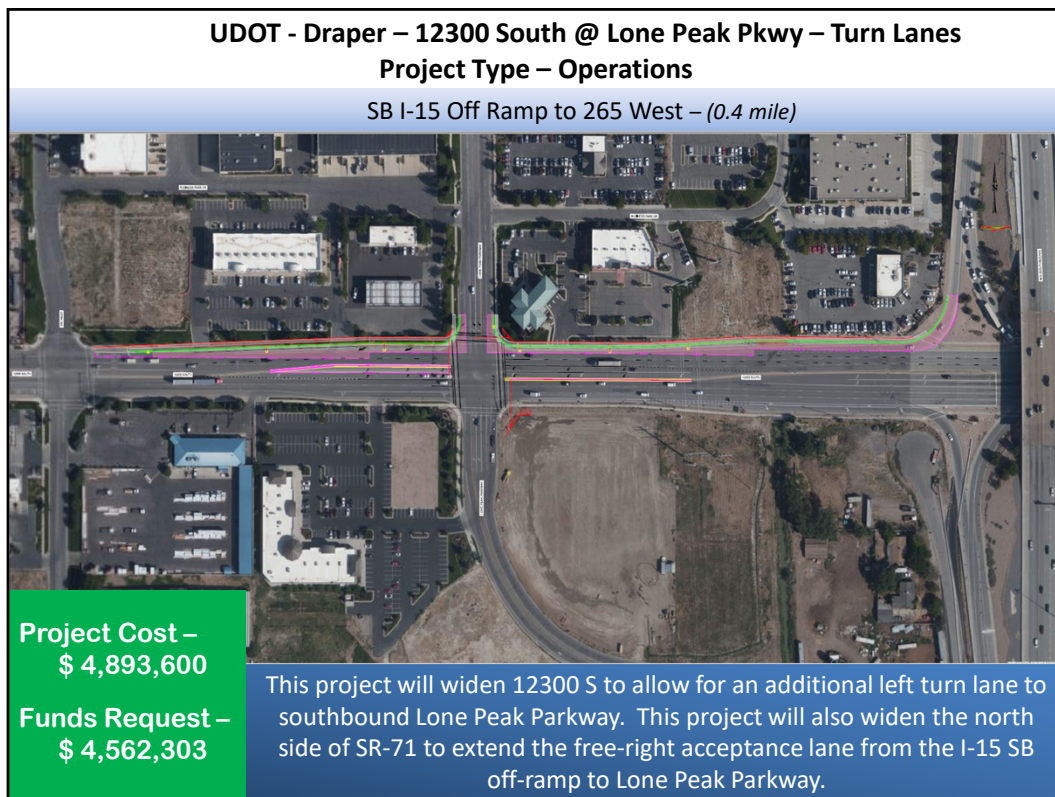 UDOT - Draper – 12300 South @ Lone Peak Pkwy – Turn Lanes
Project Type – Operations
SB I-15 Off Ramp to 265 West – (0.4 mile)
Project Cost –
$ 4,893,600
Funds Request –
$ 4,562,303
This project will widen 12300 S to allow for an additional left turn lane to
southbound Lone Peak Parkway. This project will also widen the north
side of SR-71 to extend the free-right acceptance lane from the I-15 SB
off-ramp to Lone Peak Parkway.